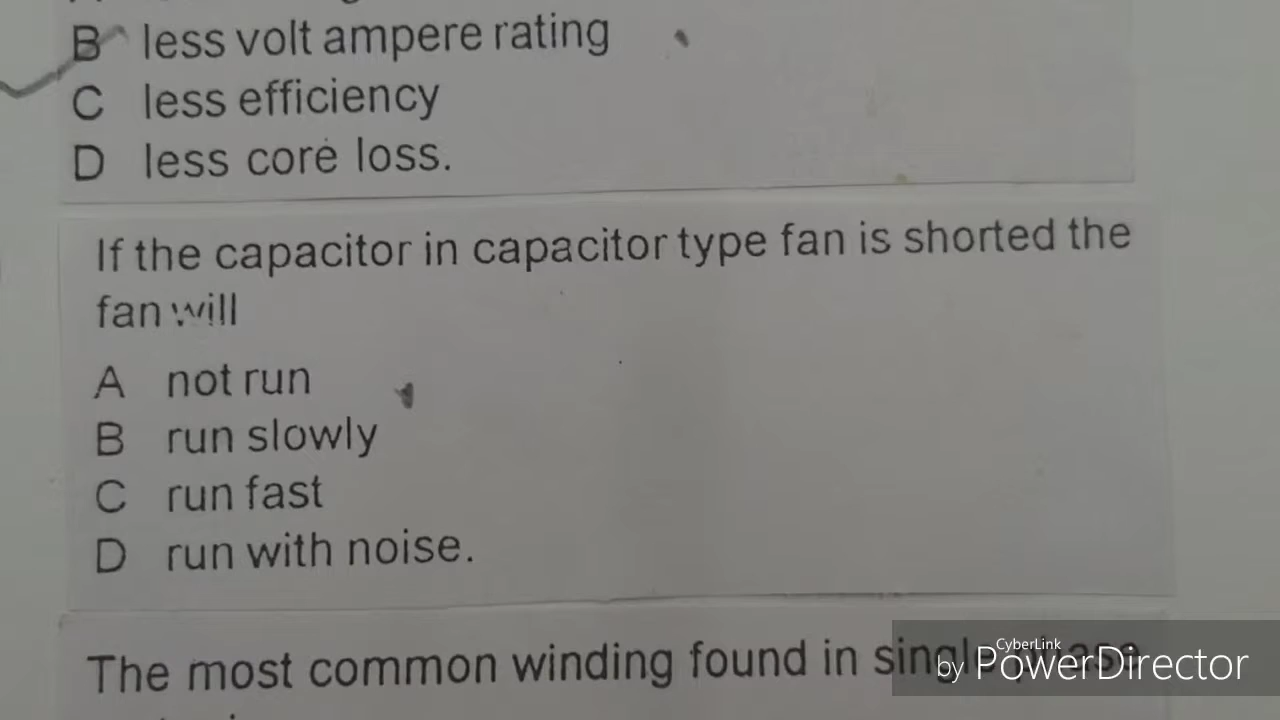 B less volt ampere rating
C less efficiency
D less core loss.
If the capacitor in capacitor type fan is shorted the
fan will
A not run
B run slowly
C run fast
D run with noise.
The most common winding found in single phase
CyberLink
by PowerDirector